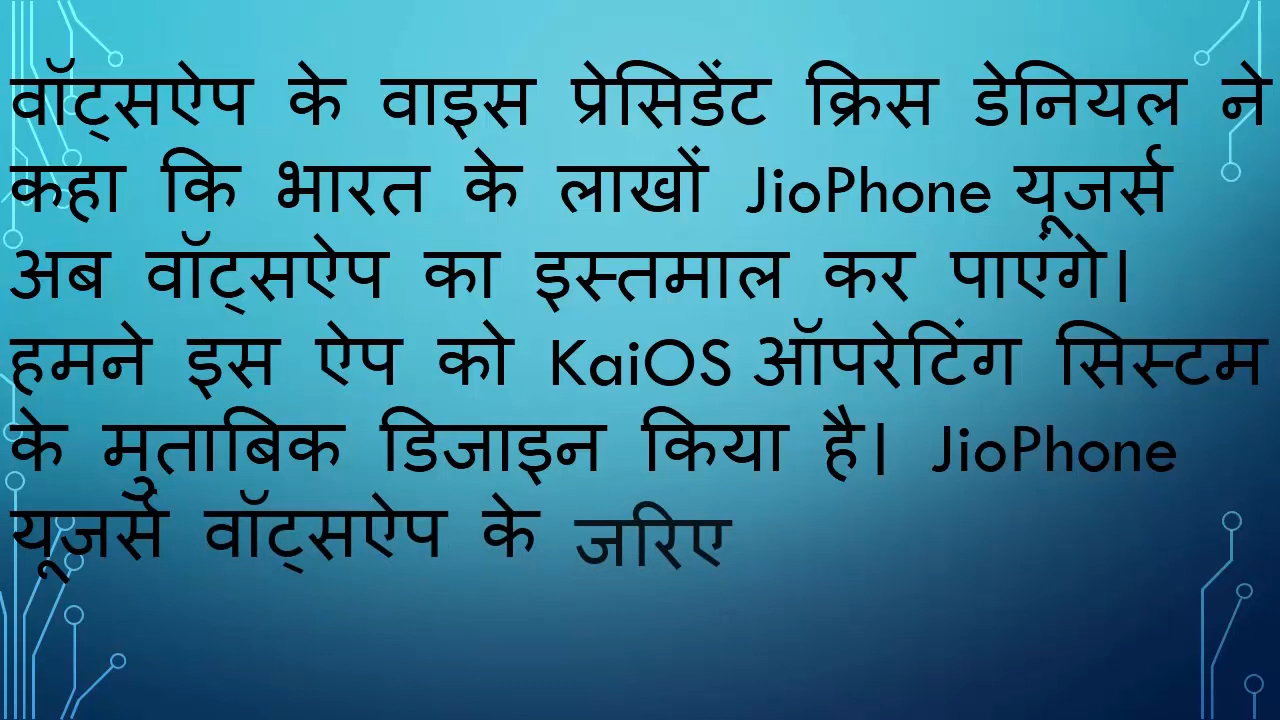 वॉट्सऐप के वाइस प्रेसिडेंट क्रिस डेनियल ने
कहा कि भारत के लाखों JioPhone यूजर्स
अब वॉट्सऐप का इस्तमाल कर पाएंगे।
हमने इस ऐप को KaiOS ऑपरेटिंग सिस्टम
के मुताबिक डिजाइन किया है। JioPhone
यूजर्स वॉट्सऐप के जरिए